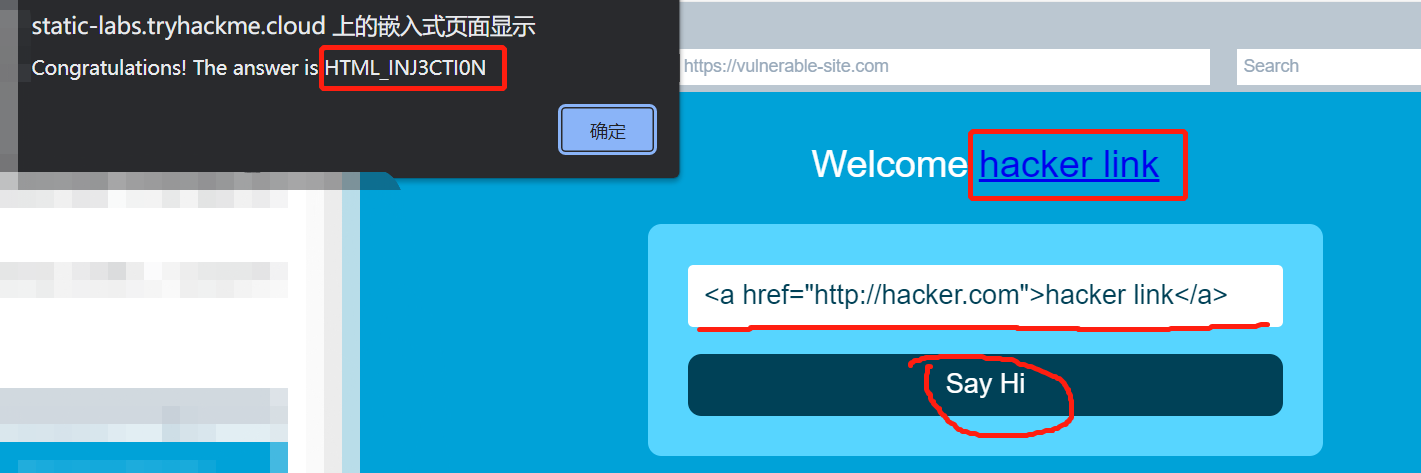 static-labs.tryhackme.cloud 上的嵌入式页面显示
Congratulations! The answer is HTML_INJ3CTI0N
确定
https://vulnerable-site.com
Search
Welcome hacker link
<a href="http://hacker.com">hacker link</a>
Say Hi